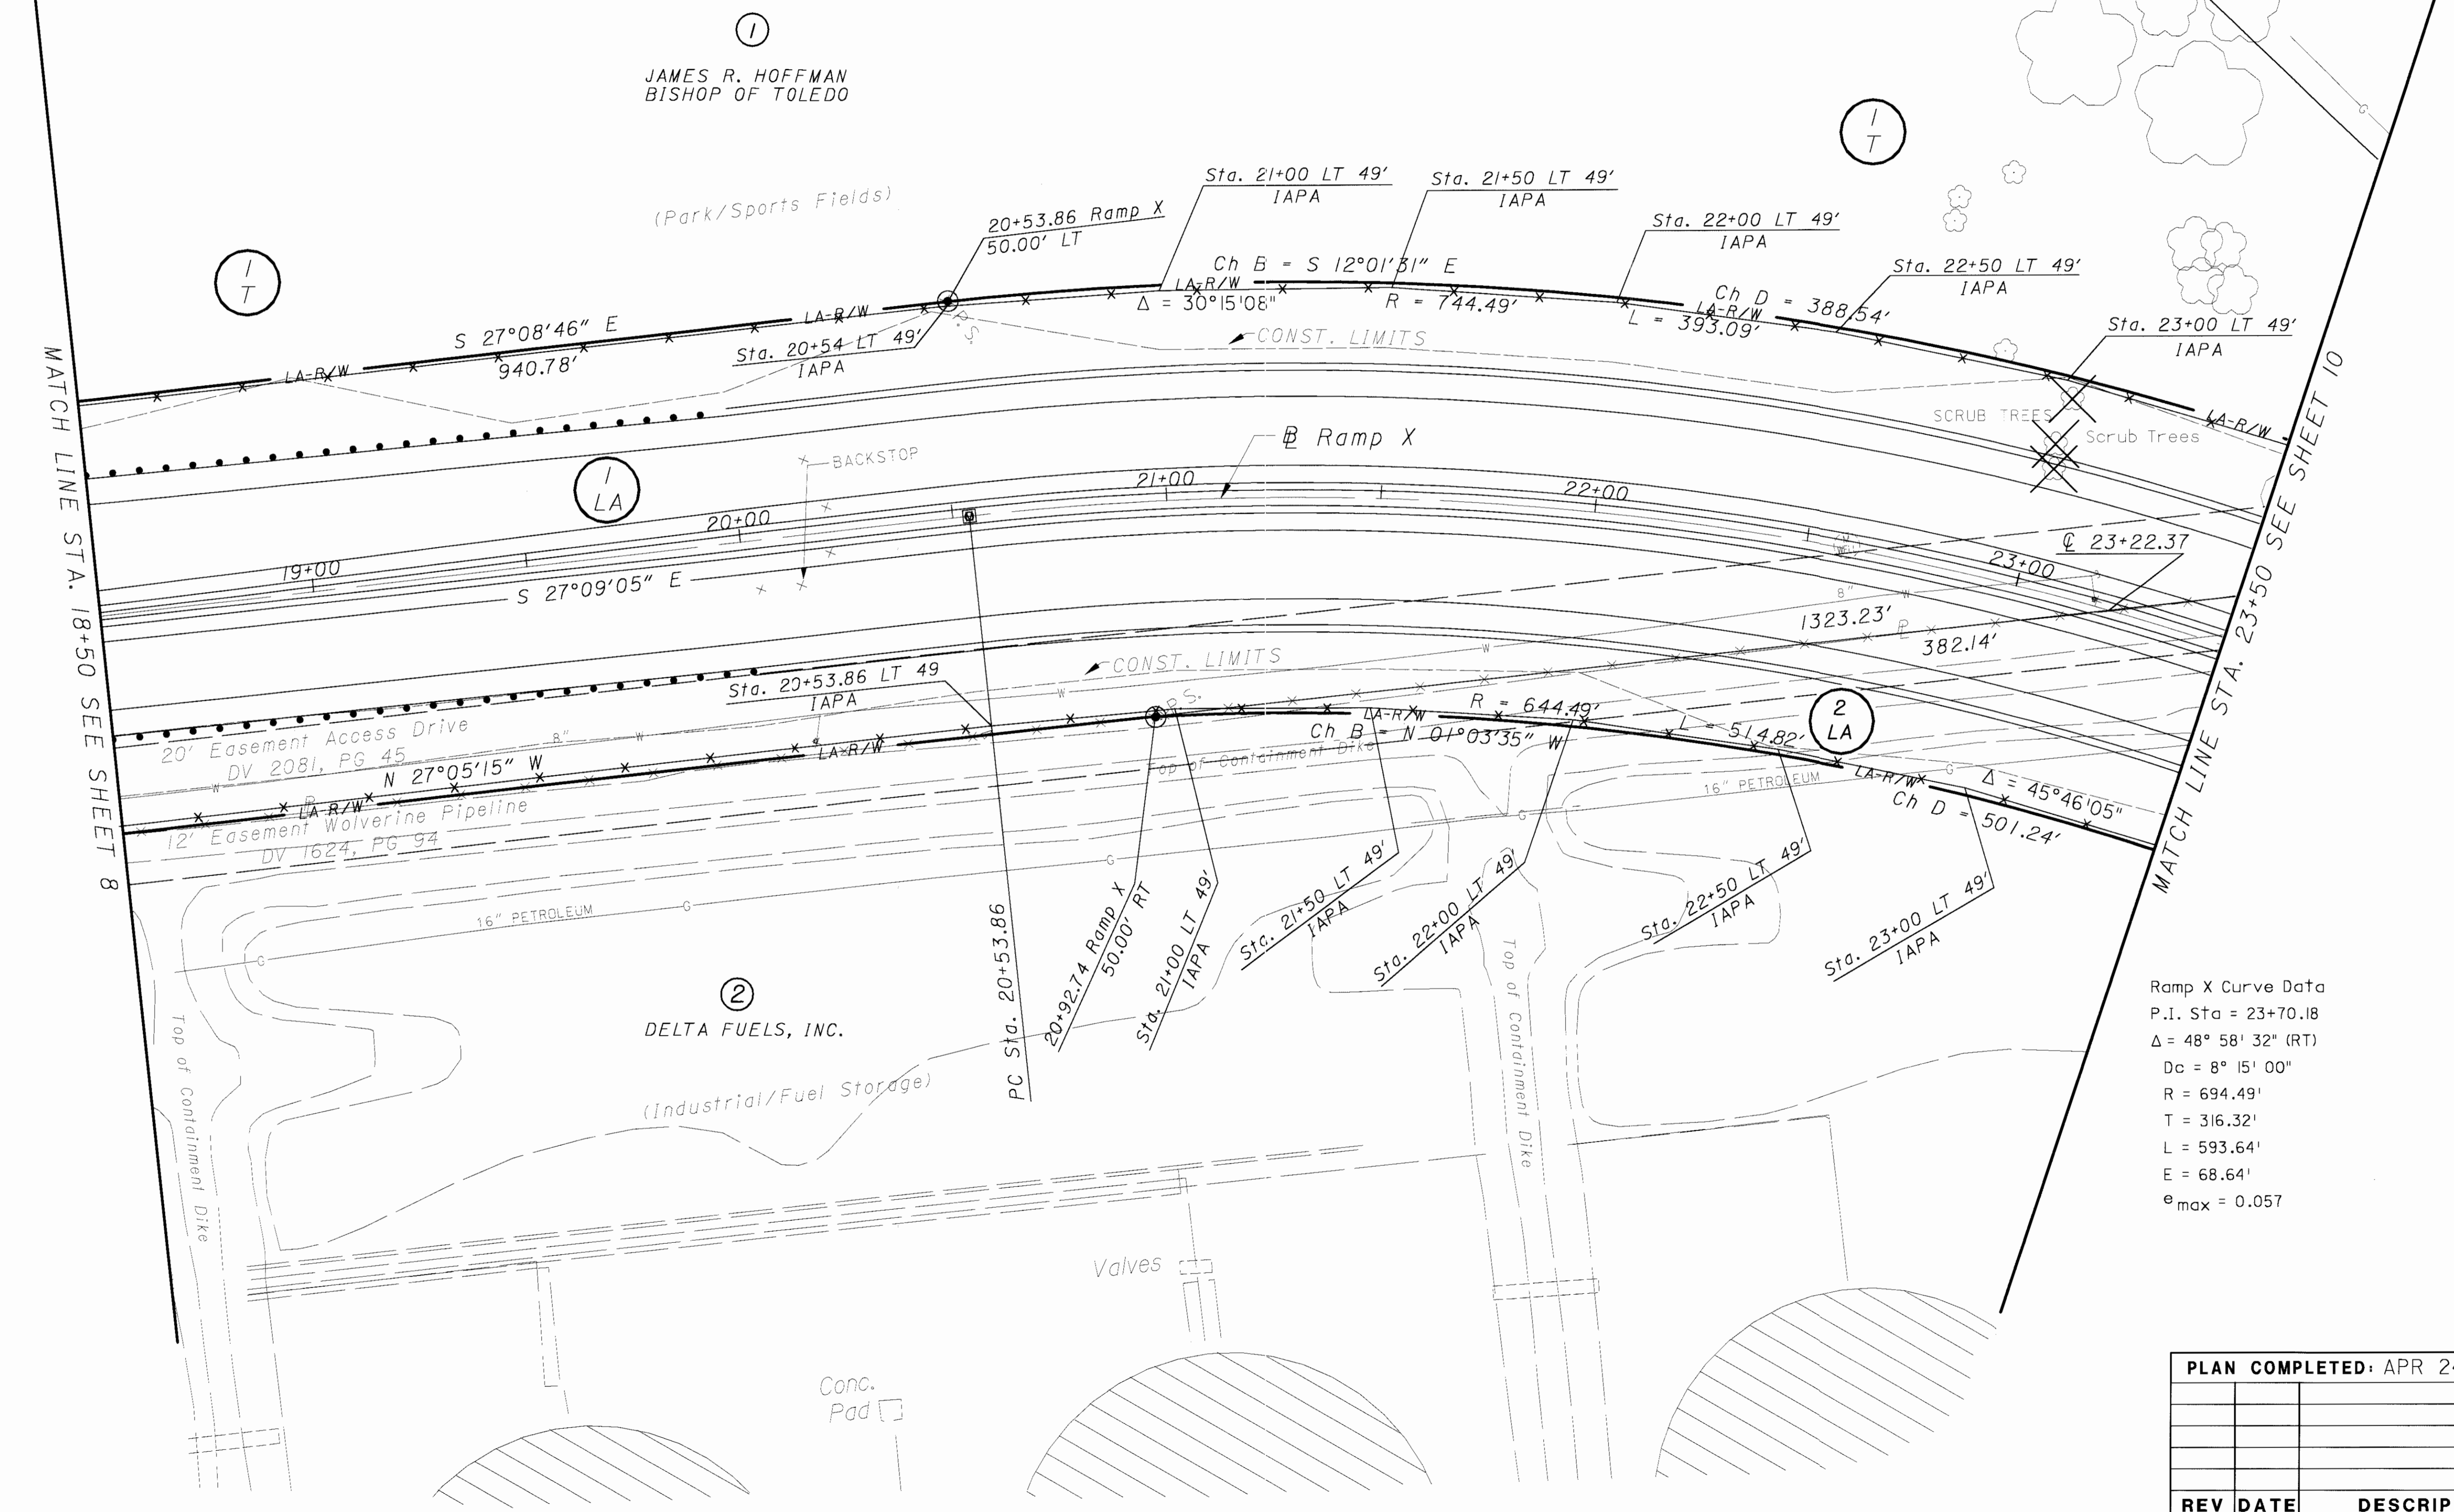 1
JAMES R. HOFFMAN
BISHOP OF TOLEDO
(Park/Sports Fields)
1
T
1
T
20+53.86 Ramp X
50.00' LT
Sta. 21+00 LT 49'
IAPA
Sta. 21+50 LT 49'
IAPA
Sta. 22+00 LT 49'
IAPA
Sta. 22+50 LT 49'
IAPA
Sta. 23+00 LT 49'
IAPA
Ch B = S 12°01'31" E
LA-R/W
Δ = 30°15'08"
R = 744.49'
Ch D = 388.54'
LA-R/W
L = 393.09'
S 27°08'46" E
940.78'
LA-R/W
LA-R/W
P.S.
Sta. 20+54 LT 49'
IAPA
CONST. LIMITS
SCRUB TREES
Scrub Trees
LA-R/W
G
MATCH LINE STA. 18+50 SEE SHEET 8
MATCH LINE STA. 23+50 SEE SHEET 10
1
LA
BACKSTOP
℄ Ramp X
19+00
20+00
21+00
22+00
23+00
S 27°09'05" E
WELL
℄ 23+22.37
8"
W
1323.23'
382.14'
CONST. LIMITS
W
W
Sta. 20+53.86 LT 49
IAPA
P.S.
R = 644.49'
LA-R/W
Ch B = N 01°03'35" W
L = 514.82'
2
LA
20' Easement Access Drive
DV 2081, PG 45
8"
W
W
N 27°05'15" W
LA-R/W
LA-R/W
12' Easement Wolverine Pipeline
DV 1624, PG 94
Top of Containment Dike
16" PETROLEUM
G
LA-R/W
Δ = 45°46'05"
Ch D = 501.24'
16" PETROLEUM
G
G
G
G
PC Sta. 20+53.86
20+92.74 Ramp X
50.00' RT
Sta. 21+00 LT 49'
IAPA
Sta. 21+50 LT 49'
IAPA
Sta. 22+00 LT 49'
IAPA
Sta. 22+50 LT 49'
IAPA
Sta. 23+00 LT 49'
IAPA
2
DELTA FUELS, INC.
(Industrial/Fuel Storage)
Top of Containment Dike
Top of Containment Dike
Valves
Conc.
Pad
Ramp X Curve Data
P.I. Sta = 23+70.18
Δ = 48° 58' 32" (RT)
Dc = 8° 15' 00"
R = 694.49'
T = 316.32'
L = 593.64'
E = 68.64'
e max = 0.057
PLAN COMPLETED: APR 2
REV DATE DESCRIP